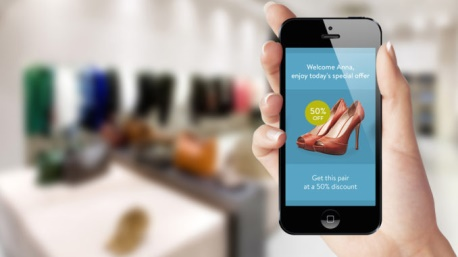 Welcome Anna,
enjoy today's special offer
50%
OFF
Get this pair
at a 50% discount